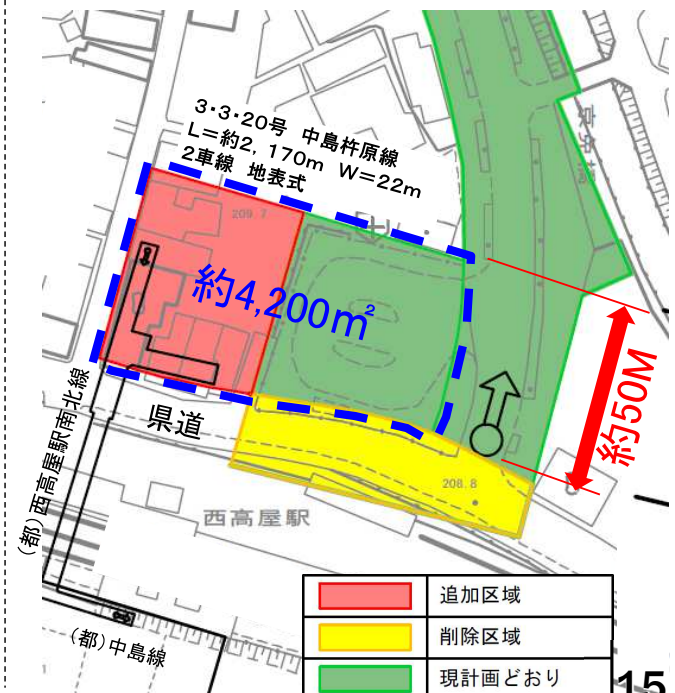 3・3・20号 中島杵原線
L=約2,170m W=22m
2車線 地表式
209.7
約4,200㎡
約50M
県道
(都)西高屋駅南北線
208.8
西高屋駅
(都)中島線
追加区域
削除区域
現計画どおり
15